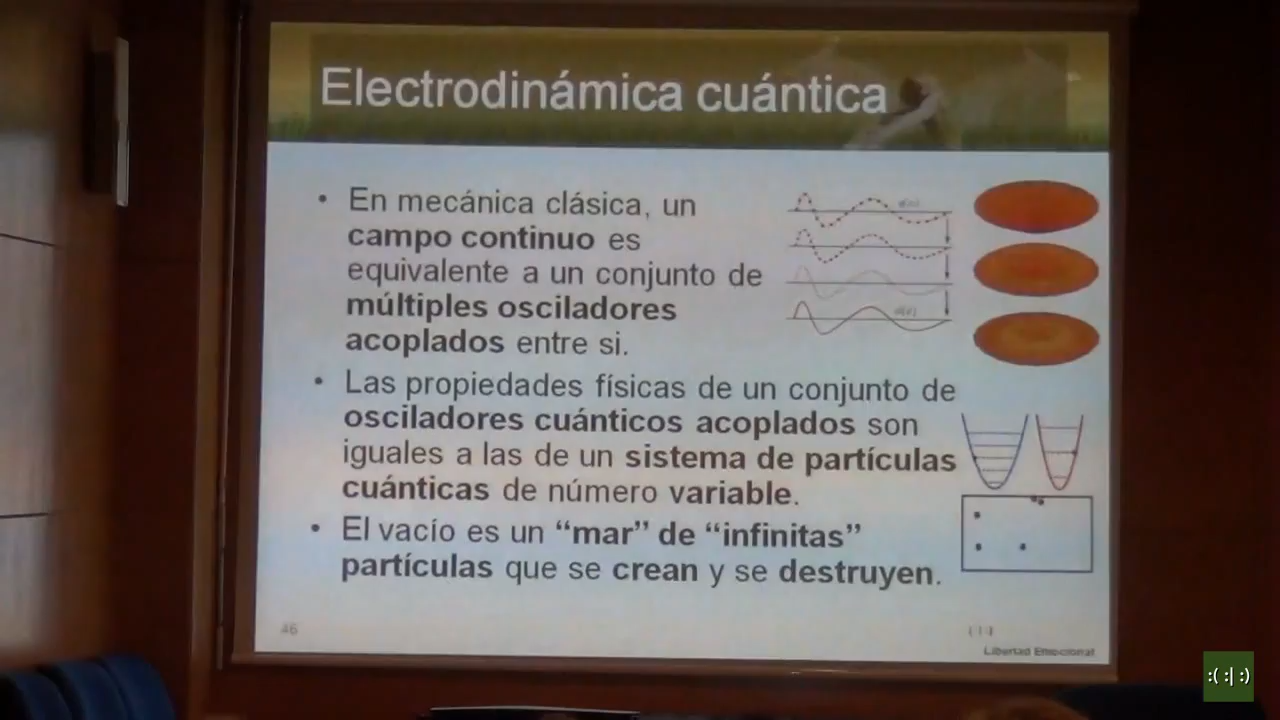 Electrodinámica cuántica
• En mecánica clásica, un
campo continuo es
equivalente a un conjunto de
múltiples osciladores
acoplados entre si.
• Las propiedades físicas de un conjunto de
osciladores cuánticos acoplados son
iguales a las de un sistema de partículas
cuánticas de número variable.
• El vacío es un “mar” de “infinitas”
partículas que se crean y se destruyen.
46
Libertad Emocional
:( :| :)